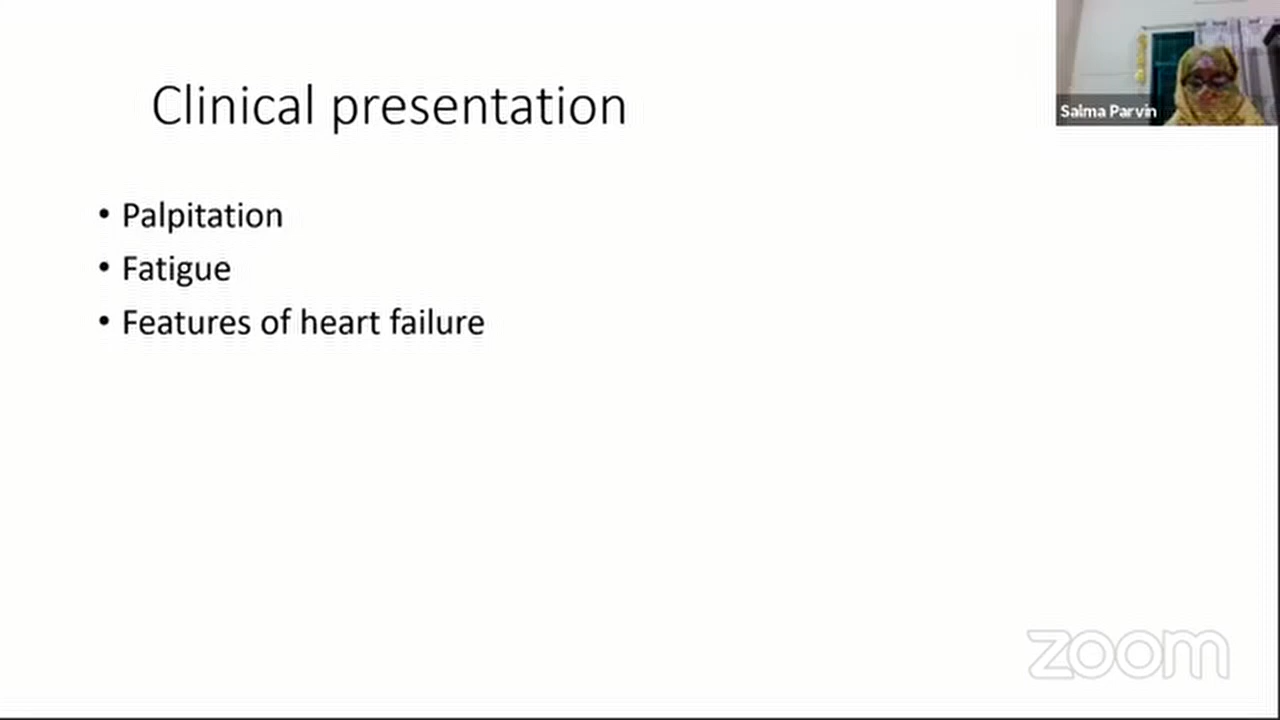 Clinical presentation
Salma Parvin
• Palpitation
• Fatigue
• Features of heart failure
zoom